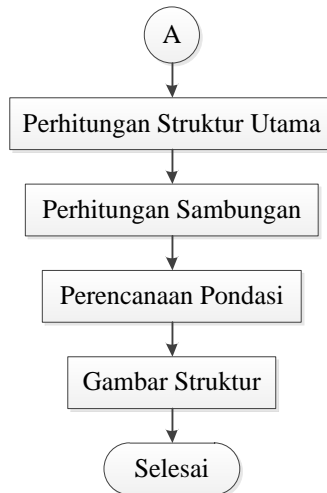 A
Perhitungan Struktur Utama
Perhitungan Sambungan
Perencanaan Pondasi
Gambar Struktur
Selesai